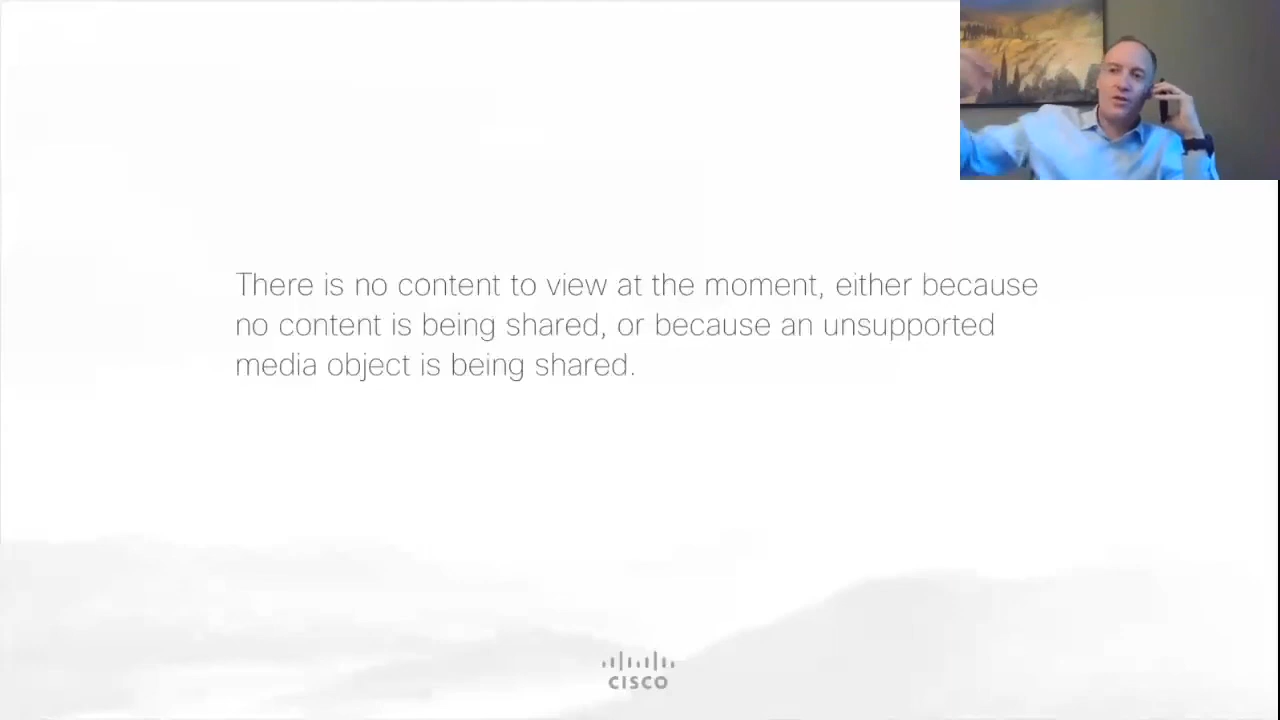 There is no content to view at the moment, either because
no content is being shared, or because an unsupported
media object is being shared.
CISCO